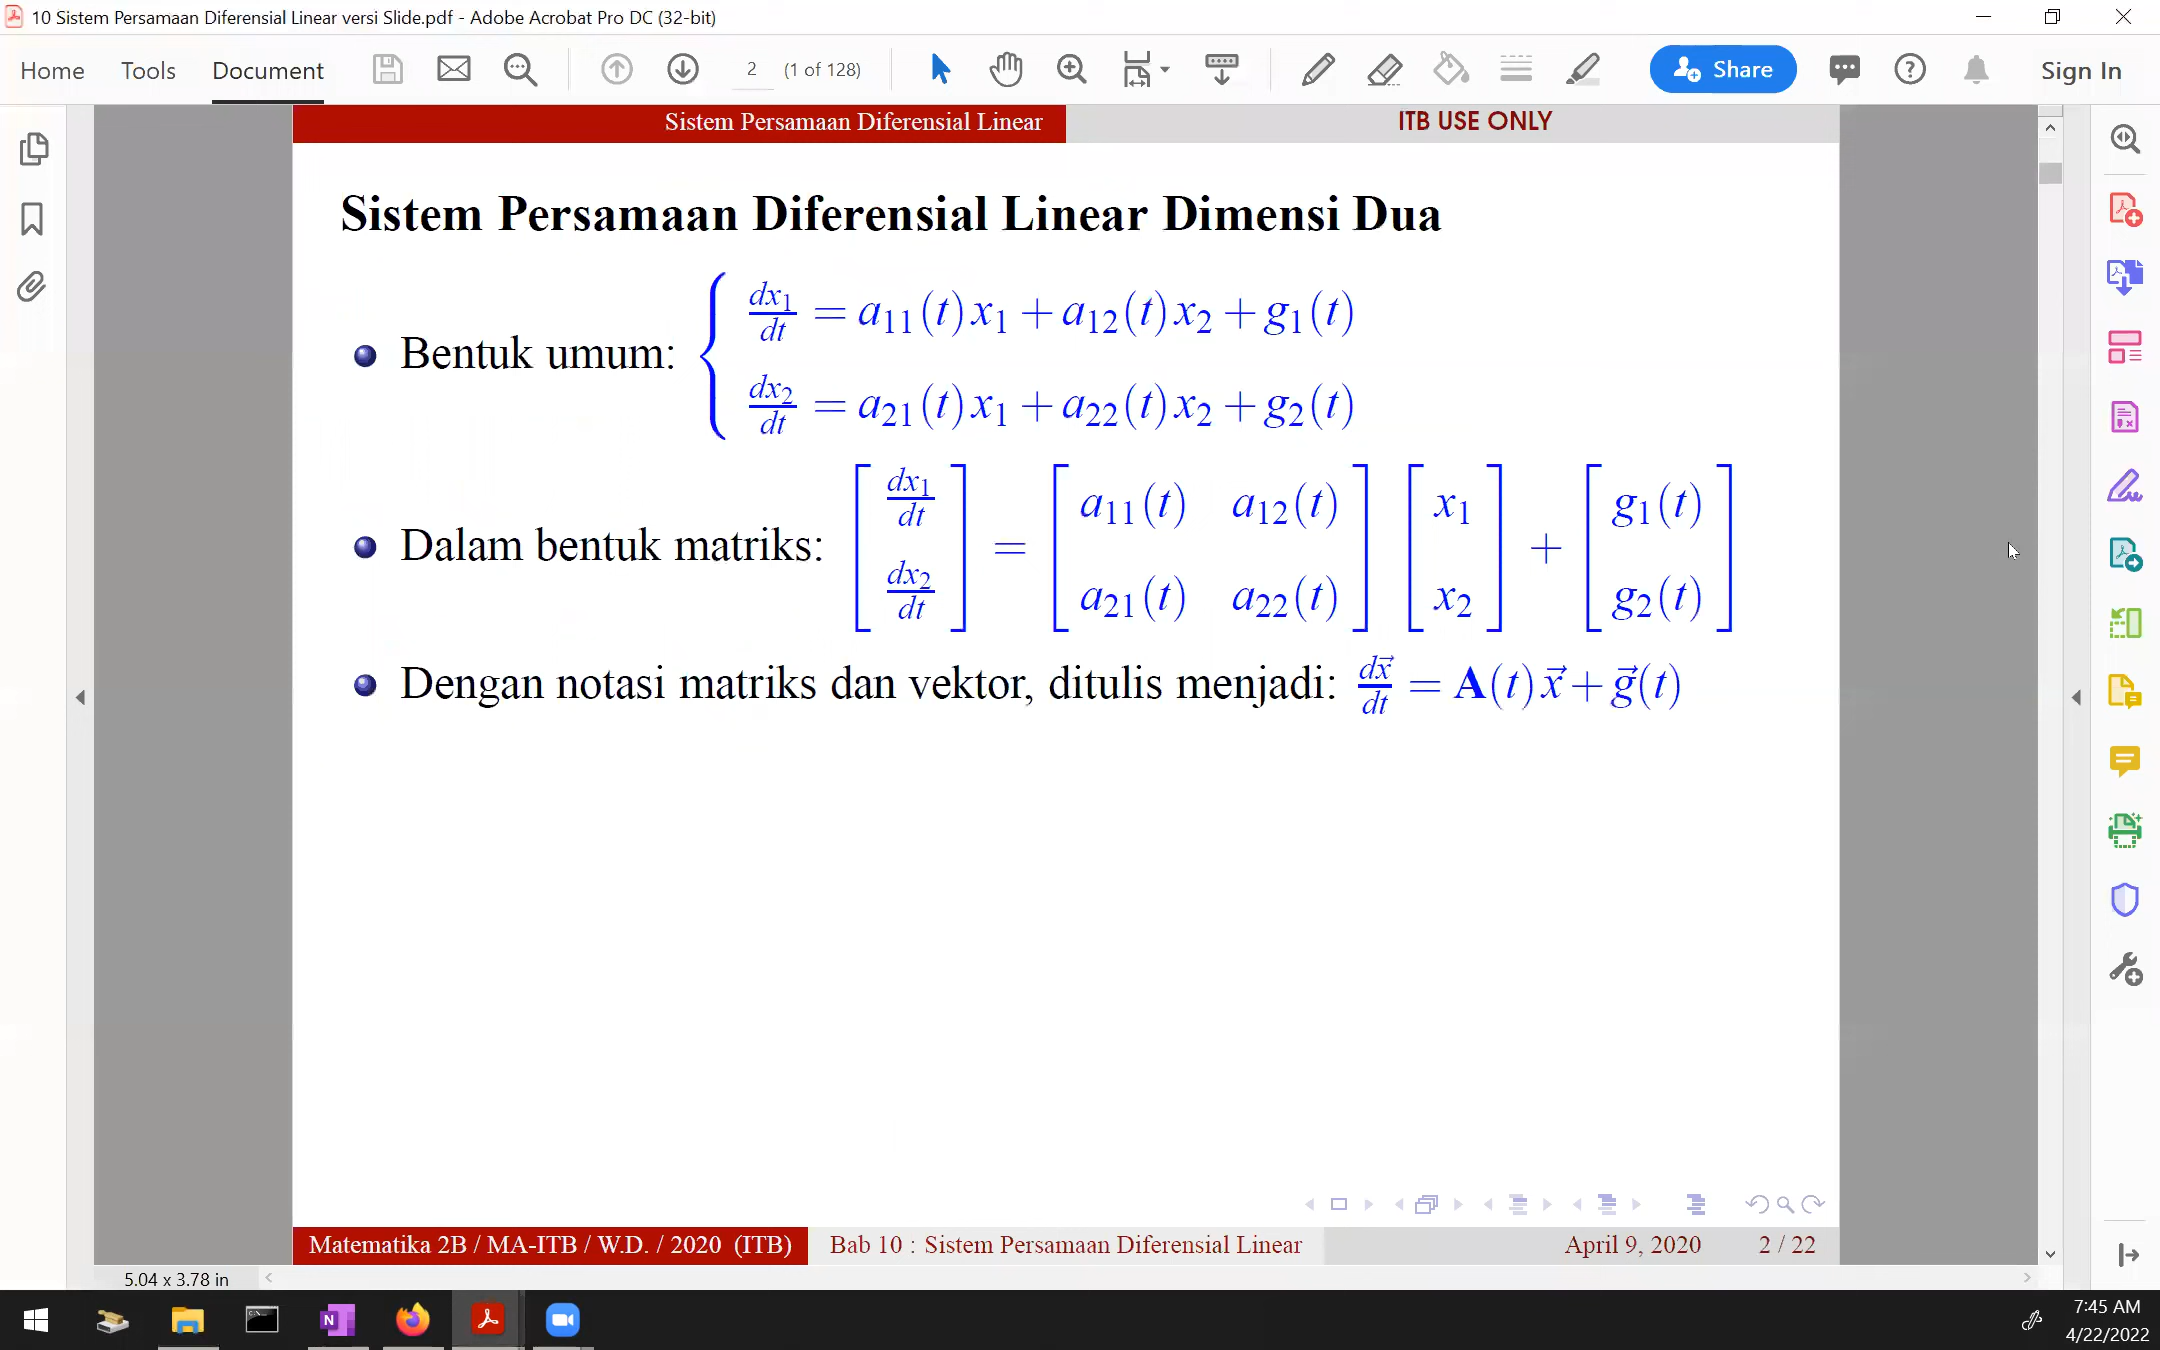 10 Sistem Persamaan Diferensial Linear versi Slide.pdf - Adobe Acrobat Pro DC (32-bit)
Home Tools Document 2 (1 of 128) Share Sign In
Sistem Persamaan Diferensial Linear ITB USE ONLY
Sistem Persamaan Diferensial Linear Dimensi Dua
Bentuk umum: { dx₁/dt = a₁₁(t)x₁ + a₁₂(t)x₂ + g₁(t)
dx₂/dt = a₂₁(t)x₁ + a₂₂(t)x₂ + g₂(t)
Dalam bentuk matriks: [dx₁/dt; dx₂/dt] = [a₁₁(t) a₁₂(t); a₂₁(t) a₂₂(t)] [x₁; x₂] + [g₁(t); g₂(t)]
Dengan notasi matriks dan vektor, ditulis menjadi: dx⃗/dt = A(t)x⃗ + g⃗(t)
Matematika 2B / MA-ITB / W.D. / 2020 (ITB) Bab 10 : Sistem Persamaan Diferensial Linear April 9, 2020 2 / 22
5.04 x 3.78 in
7:45 AM
4/22/2022